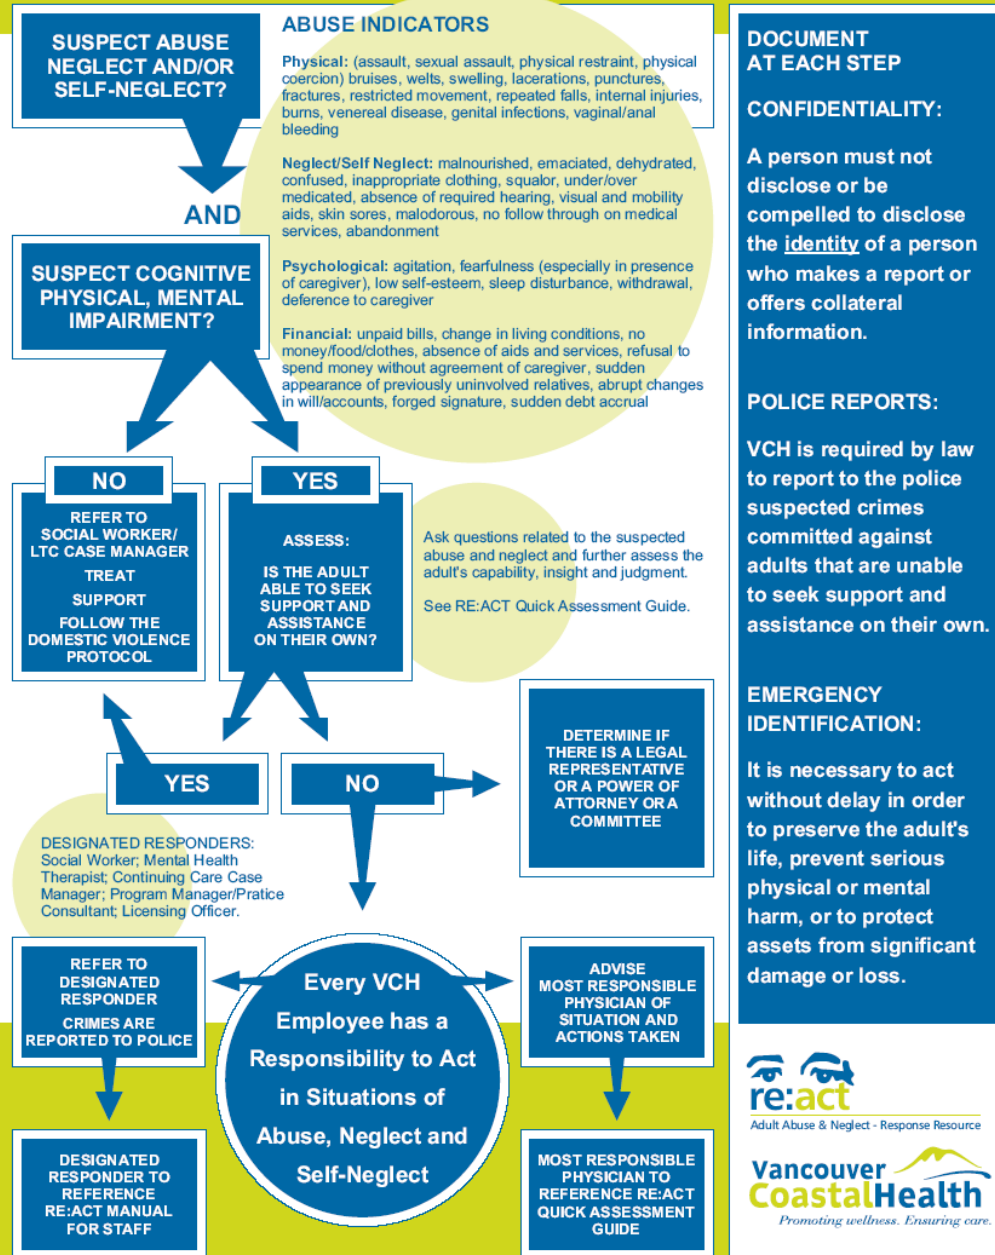 SUSPECT ABUSE
NEGLECT AND/OR
SELF-NEGLECT?
ABUSE INDICATORS
Physical: (assault, sexual assault, physical restraint, physical
coercion) bruises, welts, swelling, lacerations, punctures,
fractures, restricted movement, repeated falls, internal injuries,
burns, venereal disease, genital infections, vaginal/anal
bleeding
Neglect/Self Neglect: malnourished, emaciated, dehydrated,
confused, inappropriate clothing, squalor, under/over
medicated, absence of required hearing, visual and mobility
aids, skin sores, malodorous, no follow through on medical
services, abandonment
Psychological: agitation, fearfulness (especially in presence
of caregiver), low self-esteem, sleep disturbance, withdrawal,
deference to caregiver
Financial: unpaid bills, change in living conditions, no
money/food/clothes, absence of aids and services, refusal to
spend money without agreement of caregiver, sudden
appearance of previously uninvolved relatives, abrupt changes
in will/accounts, forged signature, sudden debt accrual
AND
SUSPECT COGNITIVE
PHYSICAL, MENTAL
IMPAIRMENT?
NO
REFER TO
SOCIAL WORKER/
LTC CASE MANAGER
TREAT
SUPPORT
FOLLOW THE
DOMESTIC VIOLENCE
PROTOCOL
YES
ASSESS:
IS THE ADULT
ABLE TO SEEK
SUPPORT AND
ASSISTANCE
ON THEIR OWN?
Ask questions related to the suspected
abuse and neglect and further assess the
adult's capability, insight and judgment.
See RE:ACT Quick Assessment Guide.
YES
NO
DETERMINE IF
THERE IS A LEGAL
REPRESENTATIVE
OR A POWER OF
ATTORNEY OR A
COMMITTEE
DESIGNATED RESPONDERS:
Social Worker; Mental Health
Therapist; Continuing Care Case
Manager; Program Manager/Pratice
Consultant; Licensing Officer.
REFER TO
DESIGNATED
RESPONDER
CRIMES ARE
REPORTED TO POLICE
Every VCH
Employee has a
Responsibility to Act
in Situations of
Abuse, Neglect and
Self-Neglect
ADVISE
MOST RESPONSIBLE
PHYSICIAN OF
SITUATION AND
ACTIONS TAKEN
DESIGNATED
RESPONDER TO
REFERENCE
RE:ACT MANUAL
FOR STAFF
MOST RESPONSIBLE
PHYSICIAN TO
REFERENCE RE:ACT
QUICK ASSESSMENT
GUIDE
DOCUMENT
AT EACH STEP
CONFIDENTIALITY:
A person must not
disclose or be
compelled to disclose
the identity of a person
who makes a report or
offers collateral
information.
POLICE REPORTS:
VCH is required by law
to report to the police
suspected crimes
committed against
adults that are unable
to seek support and
assistance on their own.
EMERGENCY
IDENTIFICATION:
It is necessary to act
without delay in order
to preserve the adult's
life, prevent serious
physical or mental
harm, or to protect
assets from significant
damage or loss.
re:act
Adult Abuse & Neglect - Response Resource
Vancouver
CoastalHealth
Promoting wellness. Ensuring care.